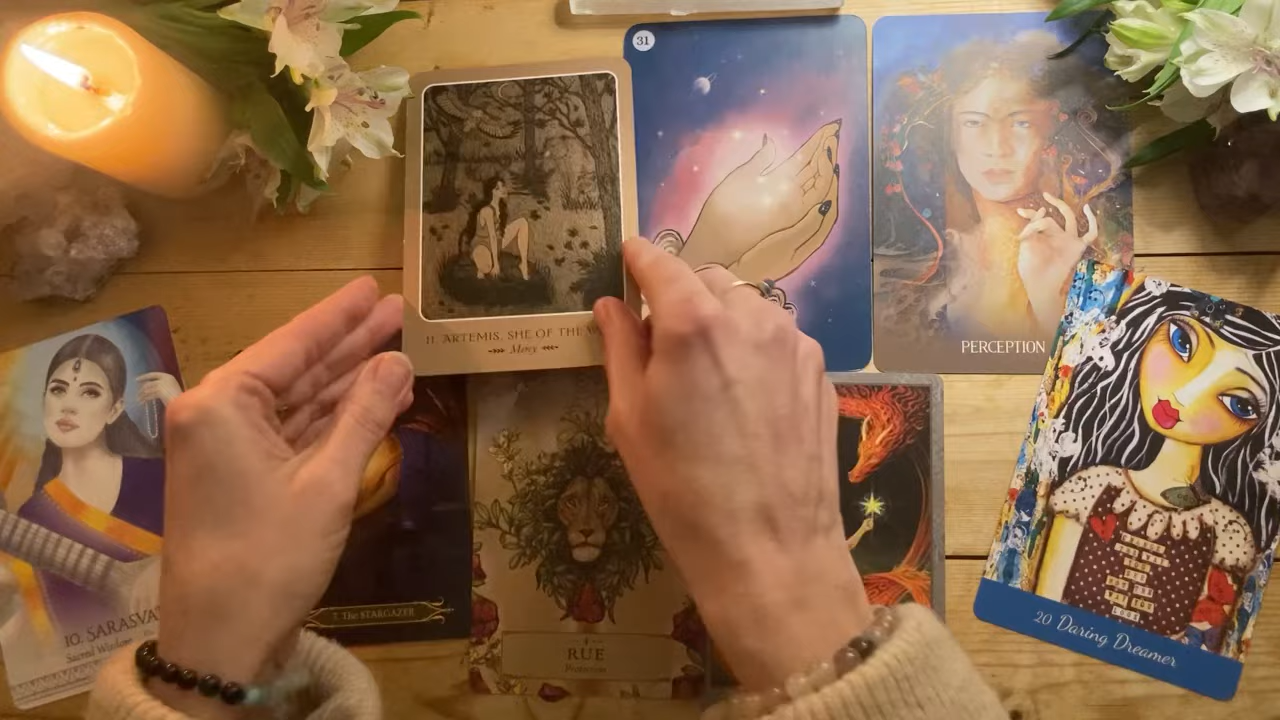 31
11. ARTEMIS, SHE OF THE
Mercy
PERCEPTION
10. SARASVA
Sacred Wisdom
7. The STARGAZER
RUE
Protection
20 Daring Dreamer